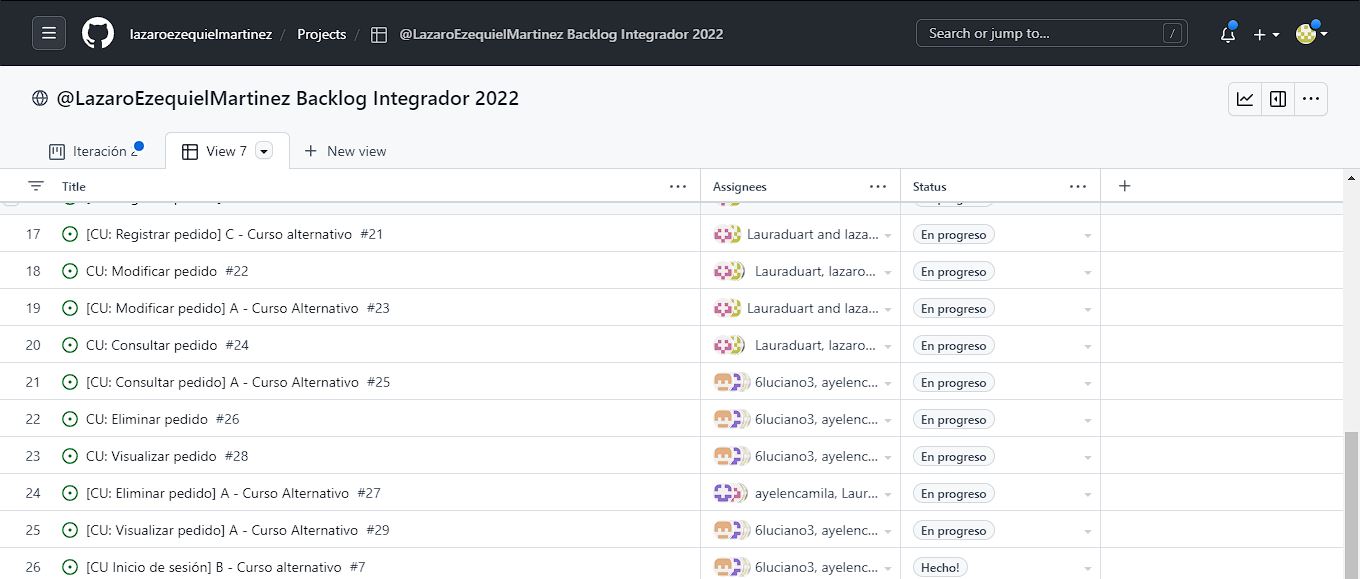 lazaroezequielmartinez / Projects / @LazaroEzequielMartinez Backlog Integrador 2022 Search or jump to... /
@LazaroEzequielMartinez Backlog Integrador 2022
Iteración 2 View 7 New view
Title Assignees Status
17 [CU: Registrar pedido] C - Curso alternativo #21 Lauraduart and laza... En progreso
18 CU: Modificar pedido #22 Lauraduart, lazaro... En progreso
19 [CU: Modificar pedido] A - Curso Alternativo #23 Lauraduart and laza... En progreso
20 CU: Consultar pedido #24 Lauraduart, lazaro... En progreso
21 [CU: Consultar pedido] A - Curso Alternativo #25 6luciano3, ayelenc... En progreso
22 CU: Eliminar pedido #26 6luciano3, ayelenc... En progreso
23 CU: Visualizar pedido #28 6luciano3, ayelenc... En progreso
24 [CU: Eliminar pedido] A - Curso Alternativo #27 ayelencamila, Laur... En progreso
25 [CU: Visualizar pedido] A - Curso Alternativo #29 6luciano3, ayelenc... En progreso
26 [CU Inicio de sesión] B - Curso alternativo #7 6luciano3, ayelenc... Hecho!